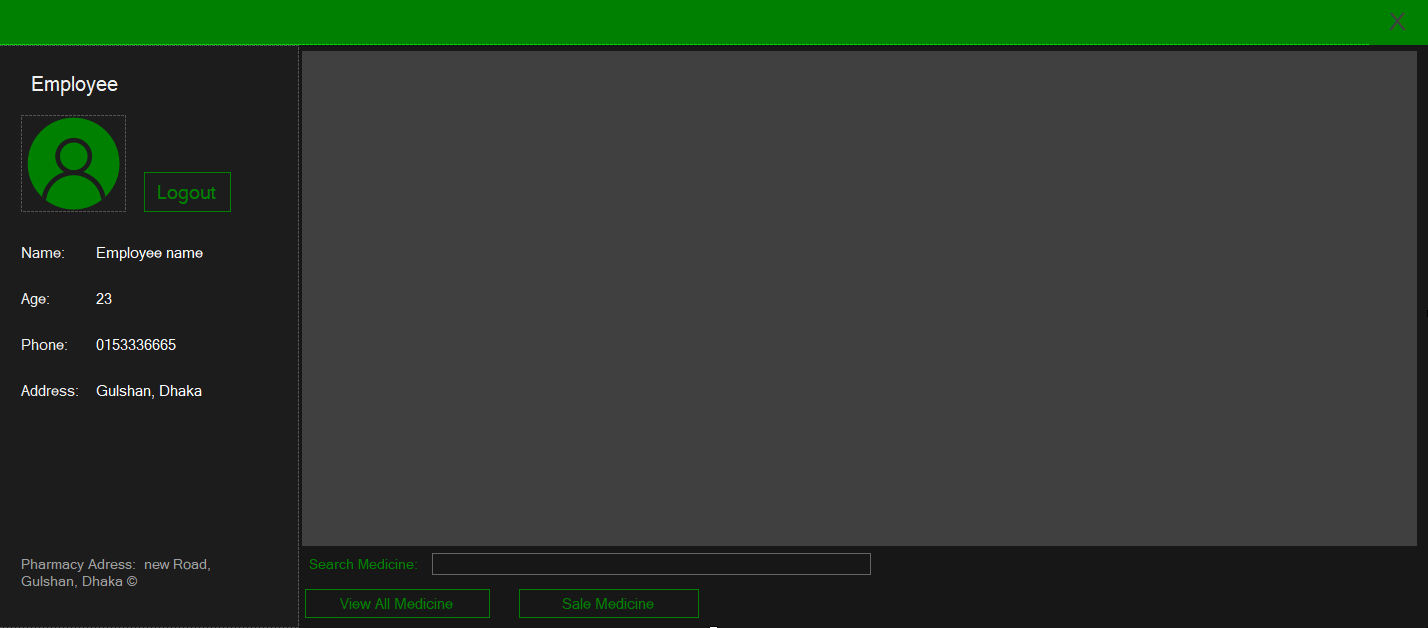 X
Employee
Logout
Name: Employee name
Age: 23
Phone: 0153336665
Address: Gulshan, Dhaka
Pharmacy Adress: new Road,
Gulshan, Dhaka ©
Search Medicine:
View All Medicine Sale Medicine